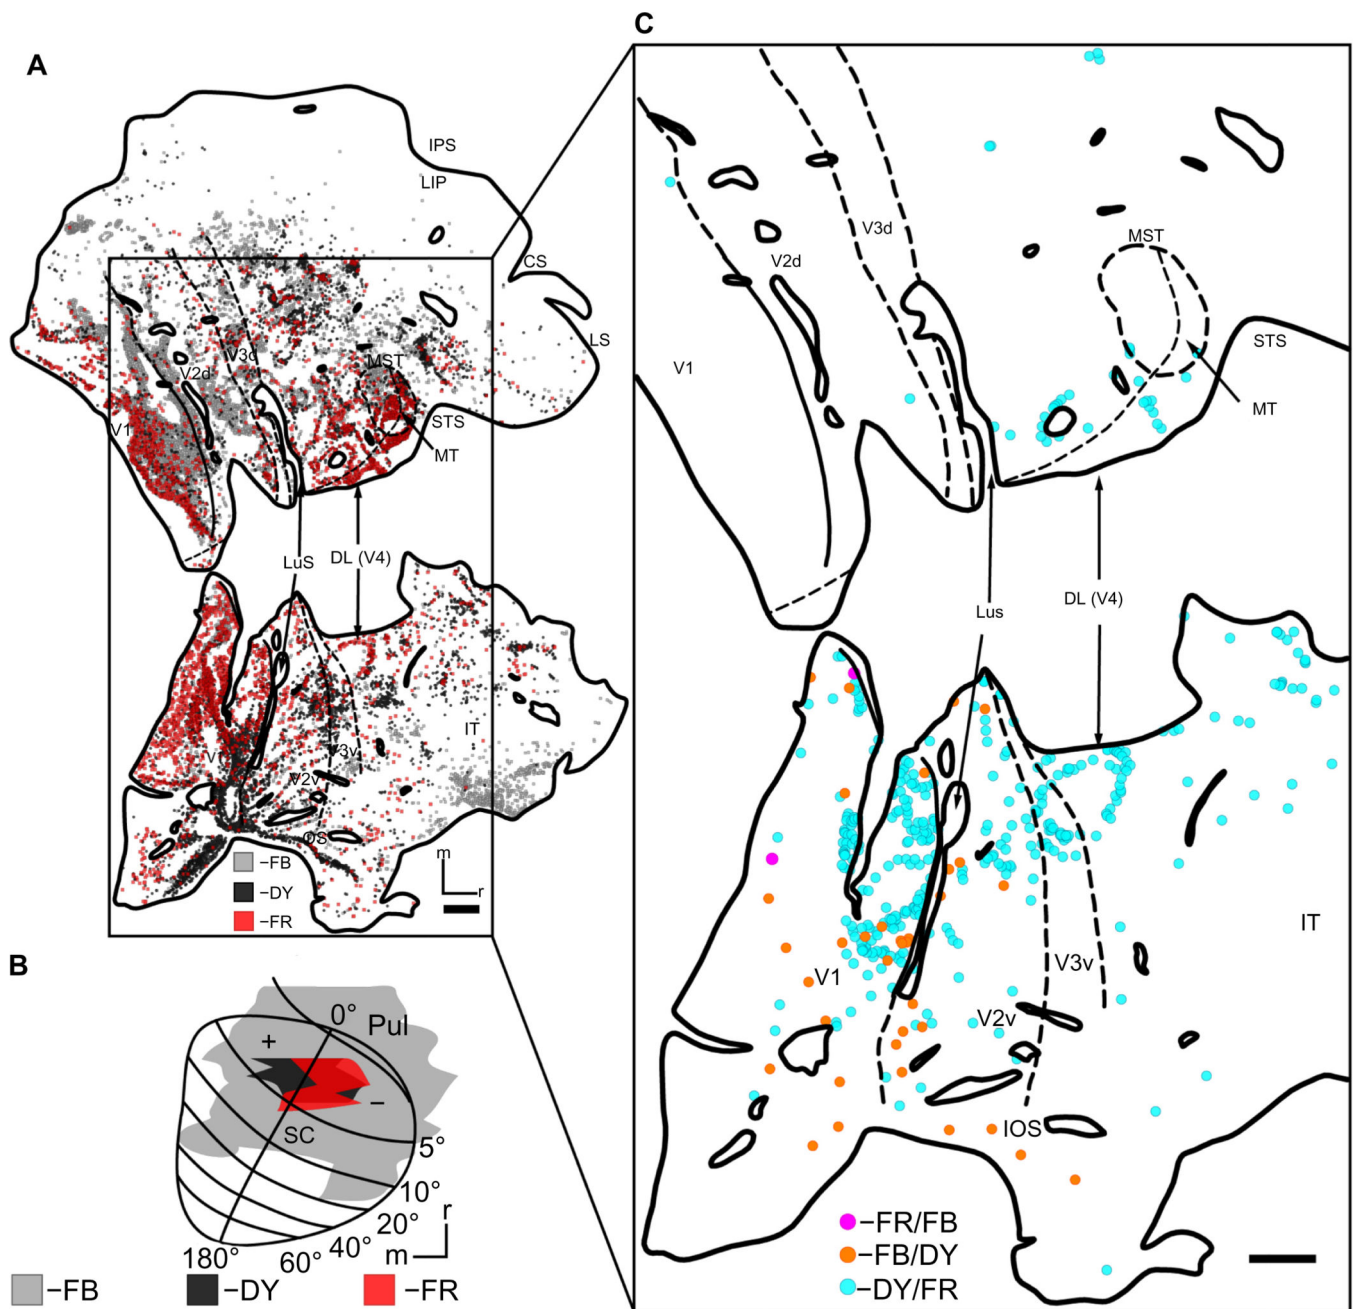 A
IPS
LIP
CS
LS
V3d
MST
V2d
V1
STS
MT
LuS
DL (V4)
IT
V
3v
V2v
OS
−FB
−DY
−FR
m
r
B
0°
Pul
+
−
SC
5°
10°
20°
40°
60°
180°
r
m
−FB
−DY
−FR
C
V3d
MST
V2d
V1
STS
MT
Lus
DL (V4)
IT
V3v
V1
V2v
IOS
−FR/FB
−FB/DY
−DY/FR